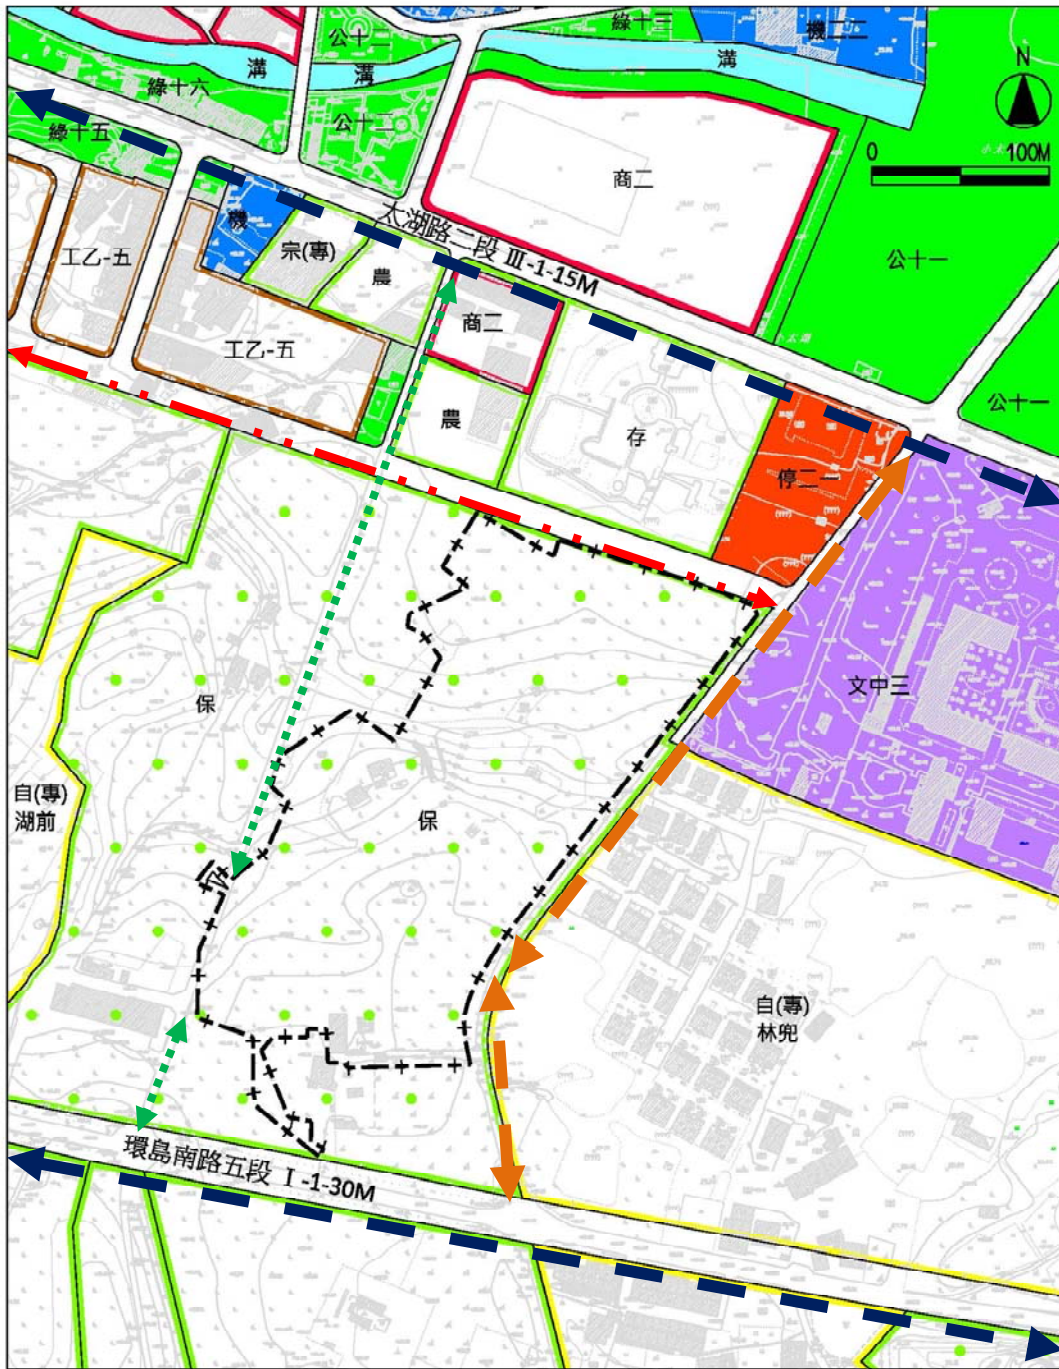 綠十三
公十二
機二二
溝
溝
溝
N
綠十六
公十二
綠十五
0
100M
商二
機
太湖路二段 Ⅲ-1-15M
工乙-五
宗(專)
農
公十一
商二
工乙-五
公十一
農
存
停二一
文中三
保
自(專)
湖前
保
自(專)
林兜
環島南路五段 Ⅰ-1-30M